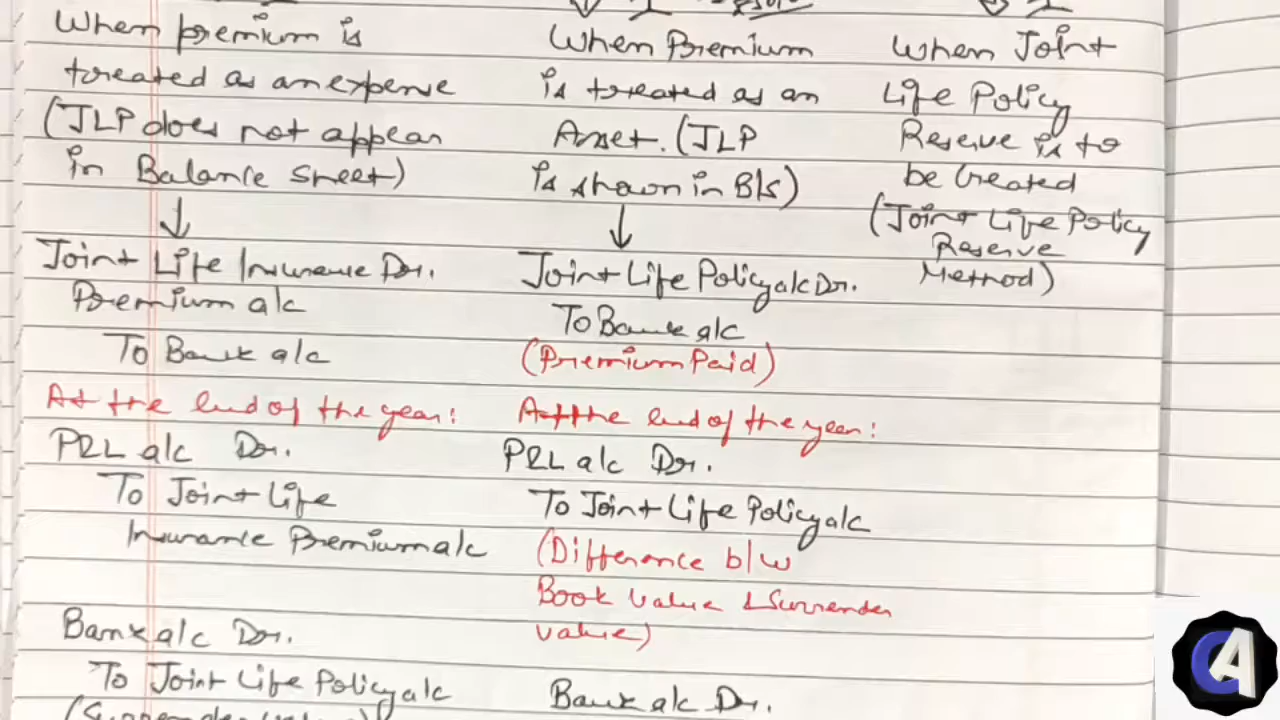 When premium is
treated as an expense
(JLP does not appear
in Balance sheet)
Joint Life Insurance Dr.
Premium a/c
To Bank a/c
At the end of the year:
P&L a/c Dr.
To Joint Life
Insurance Premium a/c
Bank a/c Dr.
To Joint Life Policy a/c
(Surrender value)
When Premium
is treated as an
Asset. (JLP
is shown in B/s)
Joint Life Policy a/c Dr.
To Bank a/c
(Premium Paid)
At the end of the year:
P&L a/c Dr.
To Joint Life Policy a/c
(Difference b/w
Book value & Surrender
value)
Bank a/c Dr.
When Joint
Life Policy
Reserve is to
be created
(Joint Life Policy
Reserve
Method)
CA